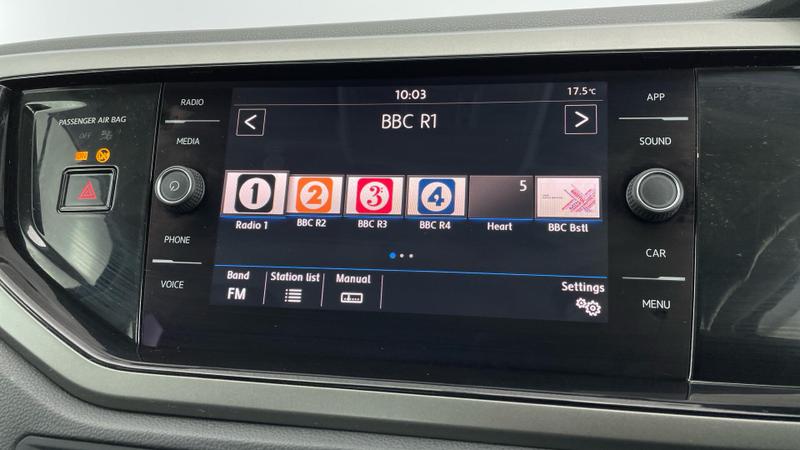 10:03
17.5°C
RADIO
APP
PASSENGER AIR BAG
OFF
<
BBC R1
>
MEDIA
SOUND
1
2
3
4
5
Radio 1
BBC R2
BBC R3
BBC R4
Heart
BBC Bstl
PHONE
CAR
VOICE
Band
FM
Station list
Manual
Settings
MENU